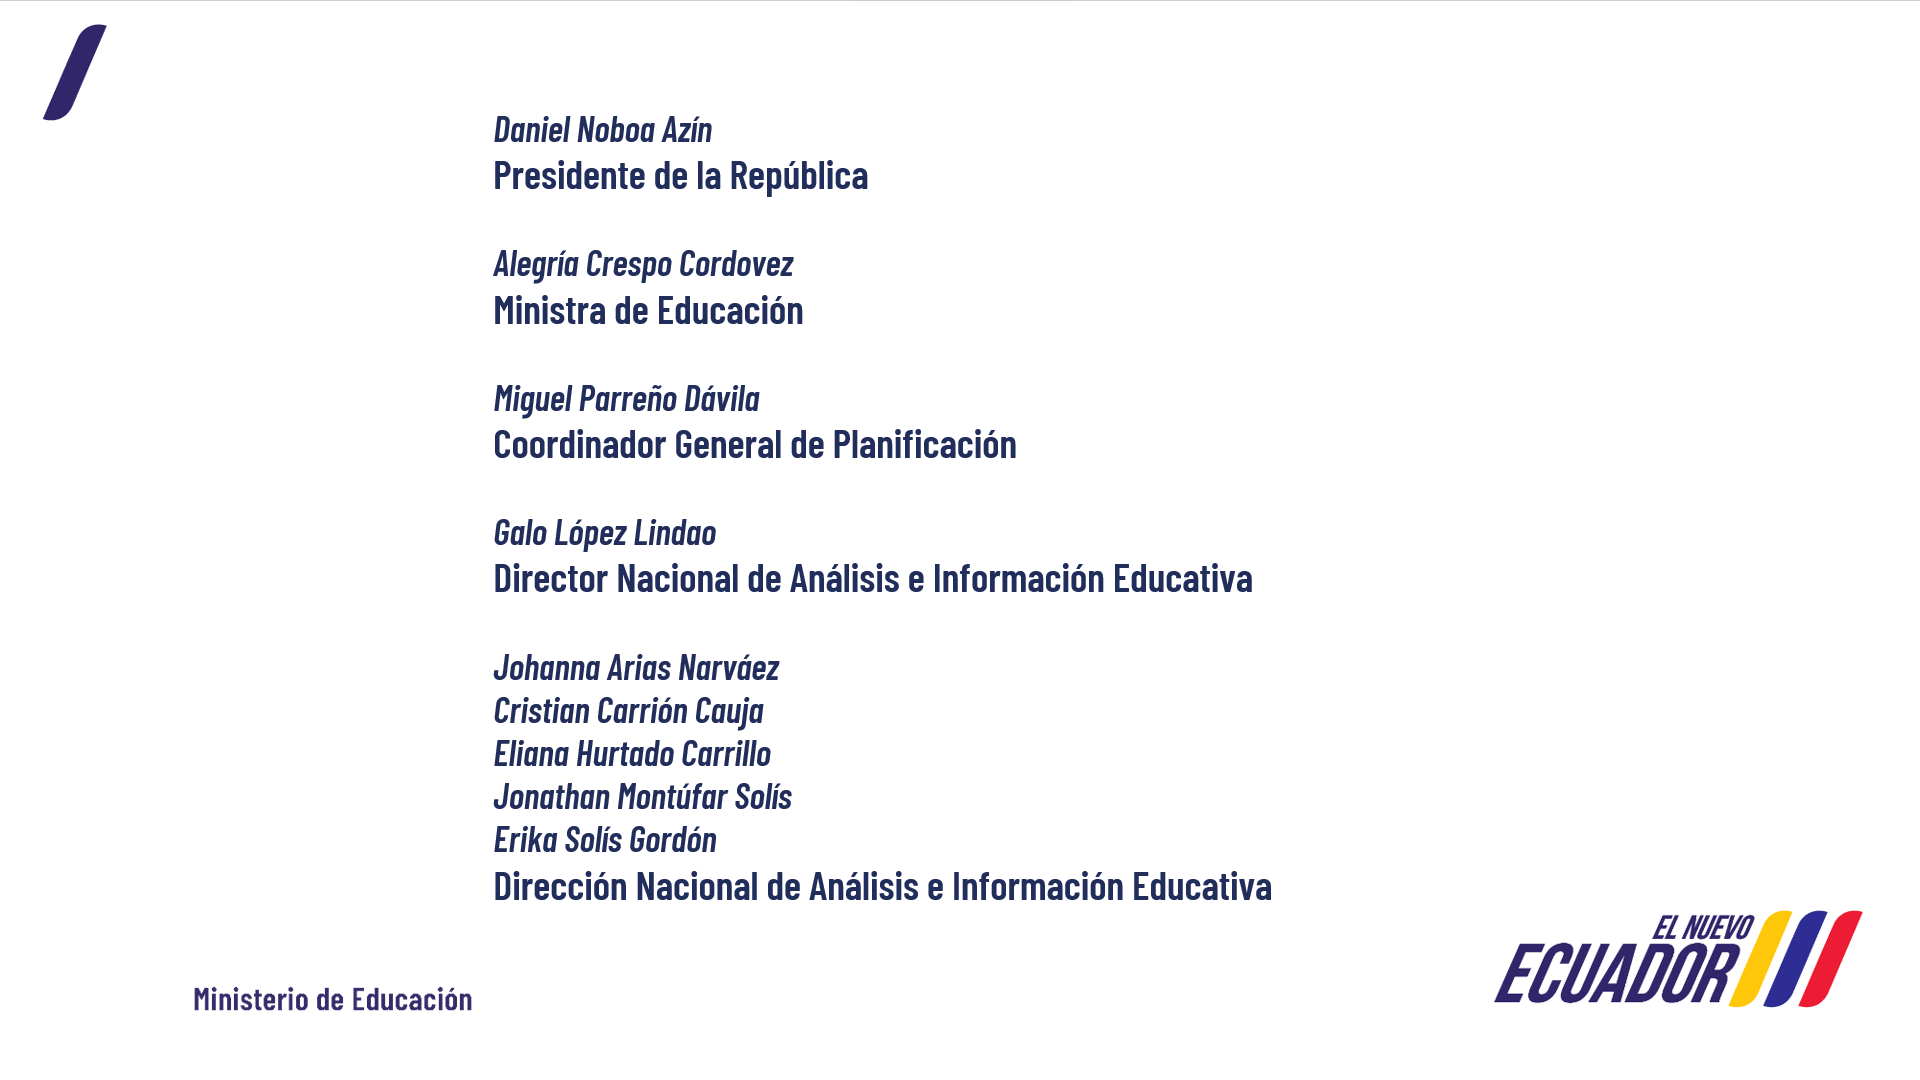 Daniel Noboa Azín
Presidente de la República
Alegría Crespo Cordovez
Ministra de Educación
Miguel Parreño Dávila
Coordinador General de Planificación
Galo López Lindao
Director Nacional de Análisis e Información Educativa
Johanna Arias Narváez
Cristian Carrión Cauja
Eliana Hurtado Carrillo
Jonathan Montúfar Solís
Erika Solís Gordón
Dirección Nacional de Análisis e Información Educativa
Ministerio de Educación
EL NUEVO
ECUADOR